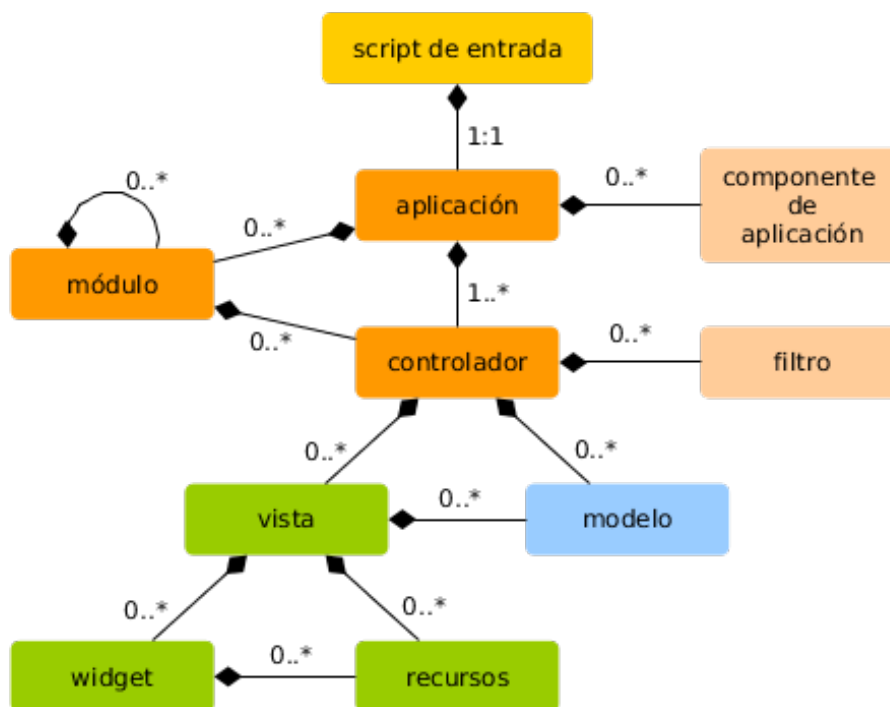 script de entrada
1:1
0..*
0..*
0..*
aplicación
componente
de
aplicación
módulo
1..*
0..*
0..*
controlador
filtro
0..*
0..*
vista
0..*
modelo
0..*
0..*
widget
0..*
recursos